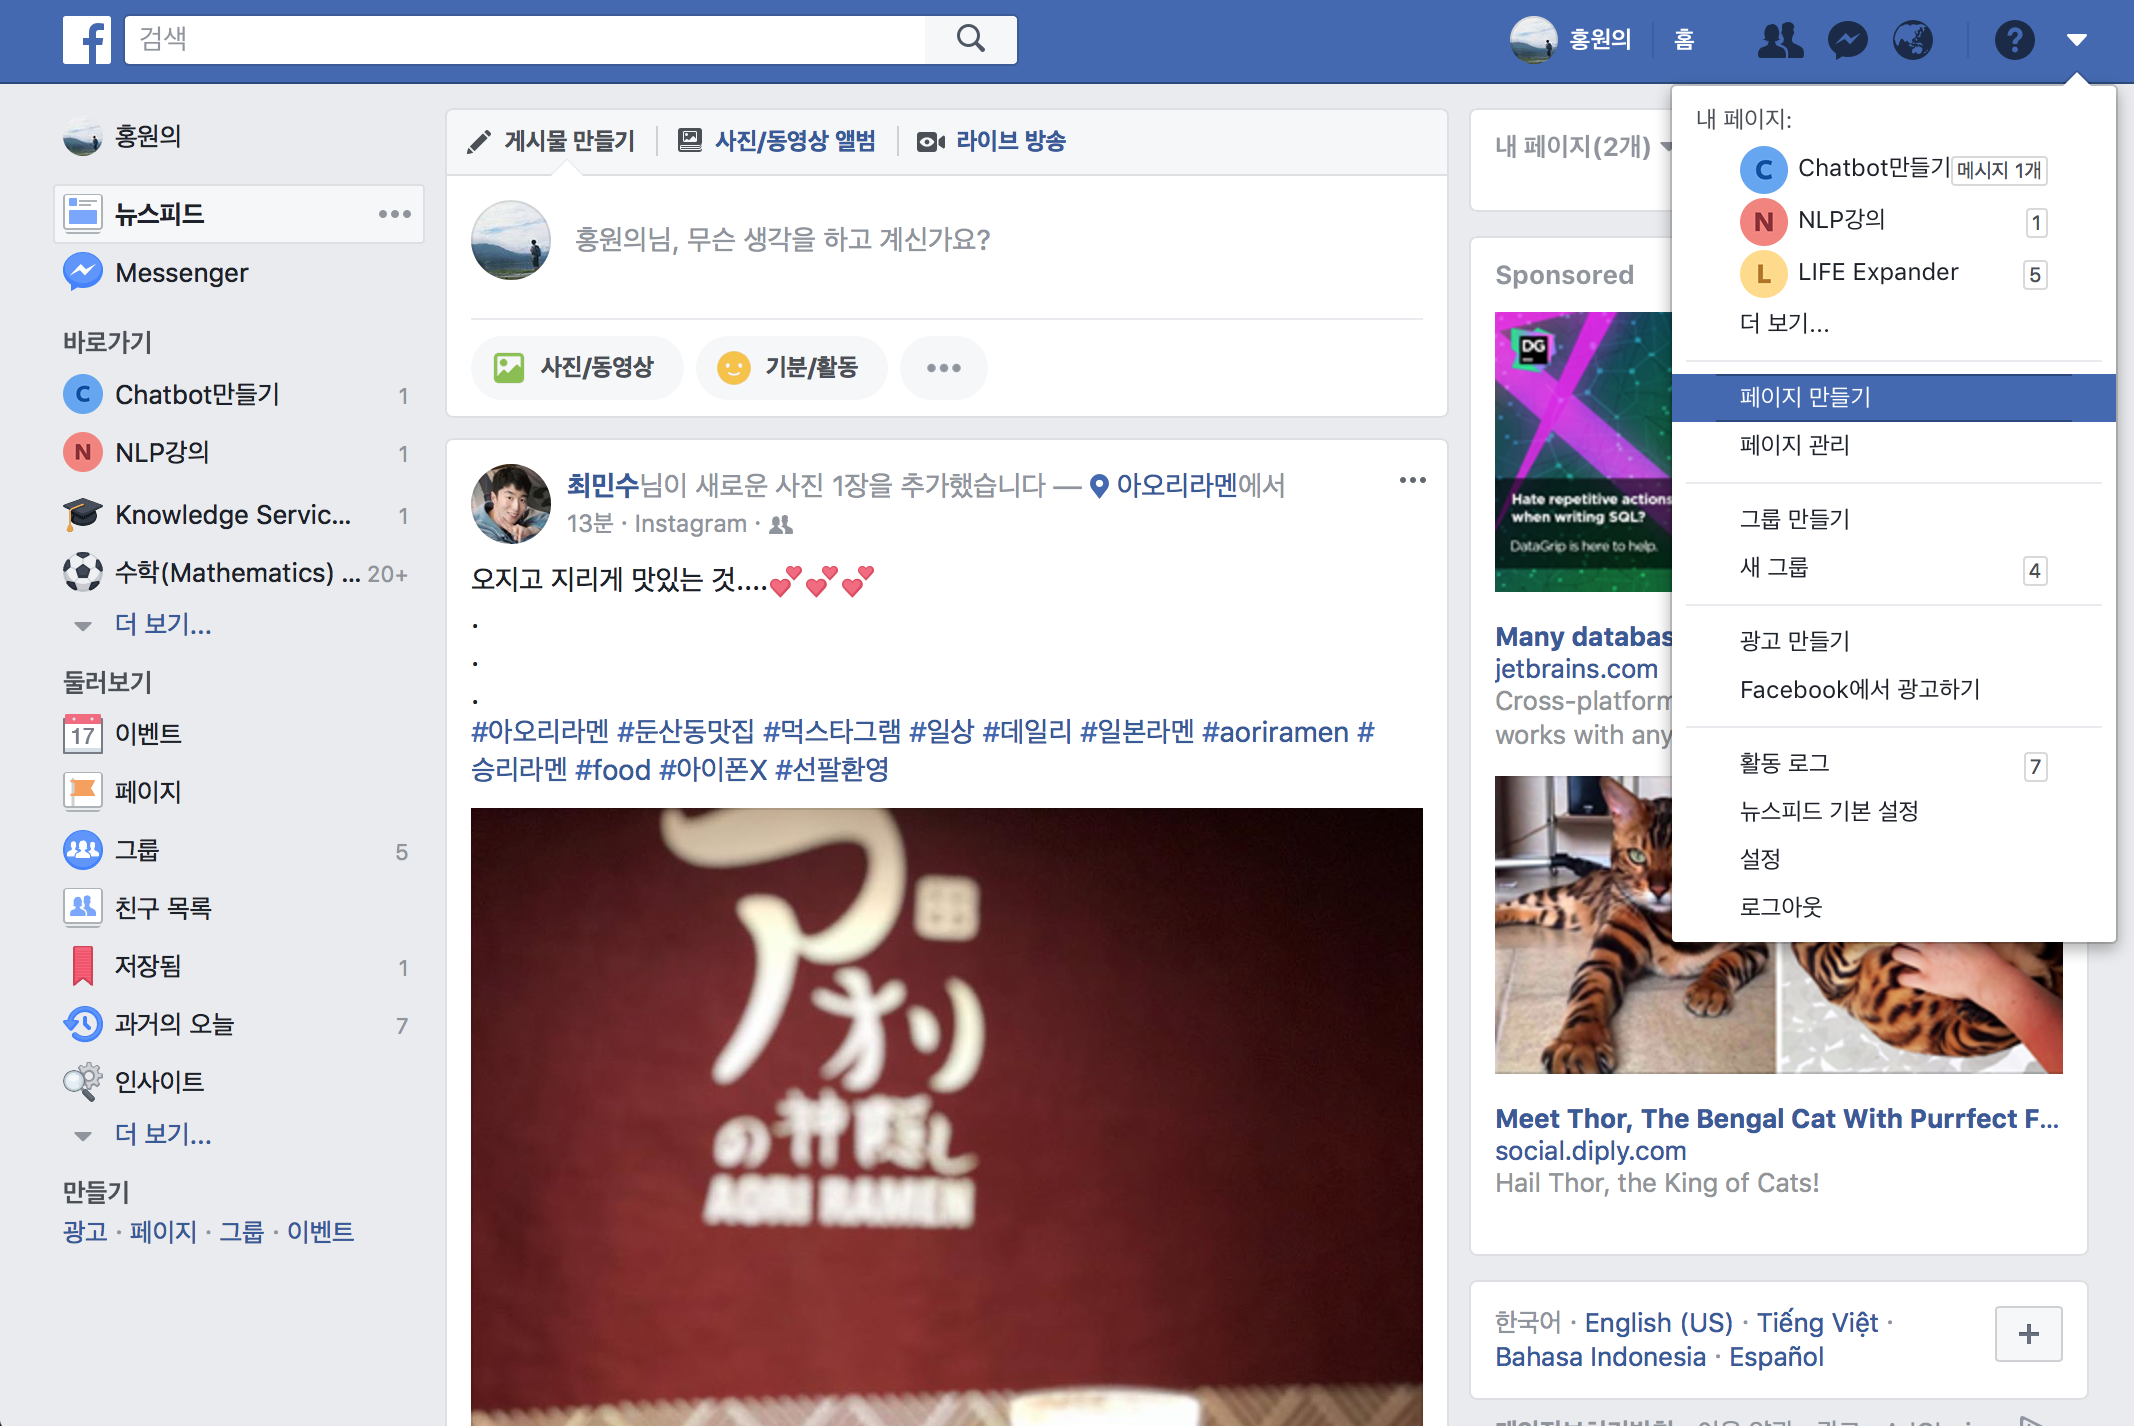 검색
홍원의
홈
홍원의
뉴스피드
Messenger
바로가기
Chatbot만들기 1
NLP강의 1
Knowledge Servic... 1
수학(Mathematics) ... 20+
더 보기...
둘러보기
17 이벤트
페이지
그룹 5
친구 목록
저장됨 1
과거의 오늘 7
인사이트
더 보기...
만들기
광고 · 페이지 · 그룹 · 이벤트
게시물 만들기
사진/동영상 앨범
라이브 방송
홍원의님, 무슨 생각을 하고 계신가요?
사진/동영상
기분/활동
최민수님이 새로운 사진 1장을 추가했습니다 — 아오리라멘에서
13분 · Instagram ·
오지고 지리게 맛있는 것....💕💕💕
.
.
.
#아오리라멘 #둔산동맛집 #먹스타그램 #일상 #데일리 #일본라멘 #aoriramen #
승리라멘 #food #아이폰X #선팔환영
アオリ
の神隠し
AORI RAMEN
내 페이지(2개)
Sponsored
DG
Hate repetitive actions
when writing SQL?
DataGrip is here to help.
Many databas
jetbrains.com
Cross-platform
works with any
Meet Thor, The Bengal Cat With Purrfect F...
social.diply.com
Hail Thor, the King of Cats!
한국어 · English (US) · Tiếng Việt ·
Bahasa Indonesia · Español
내 페이지:
C Chatbot만들기 메시지 1개
N NLP강의 1
L LIFE Expander 5
더 보기...
페이지 만들기
페이지 관리
그룹 만들기
새 그룹 4
광고 만들기
Facebook에서 광고하기
활동 로그 7
뉴스피드 기본 설정
설정
로그아웃